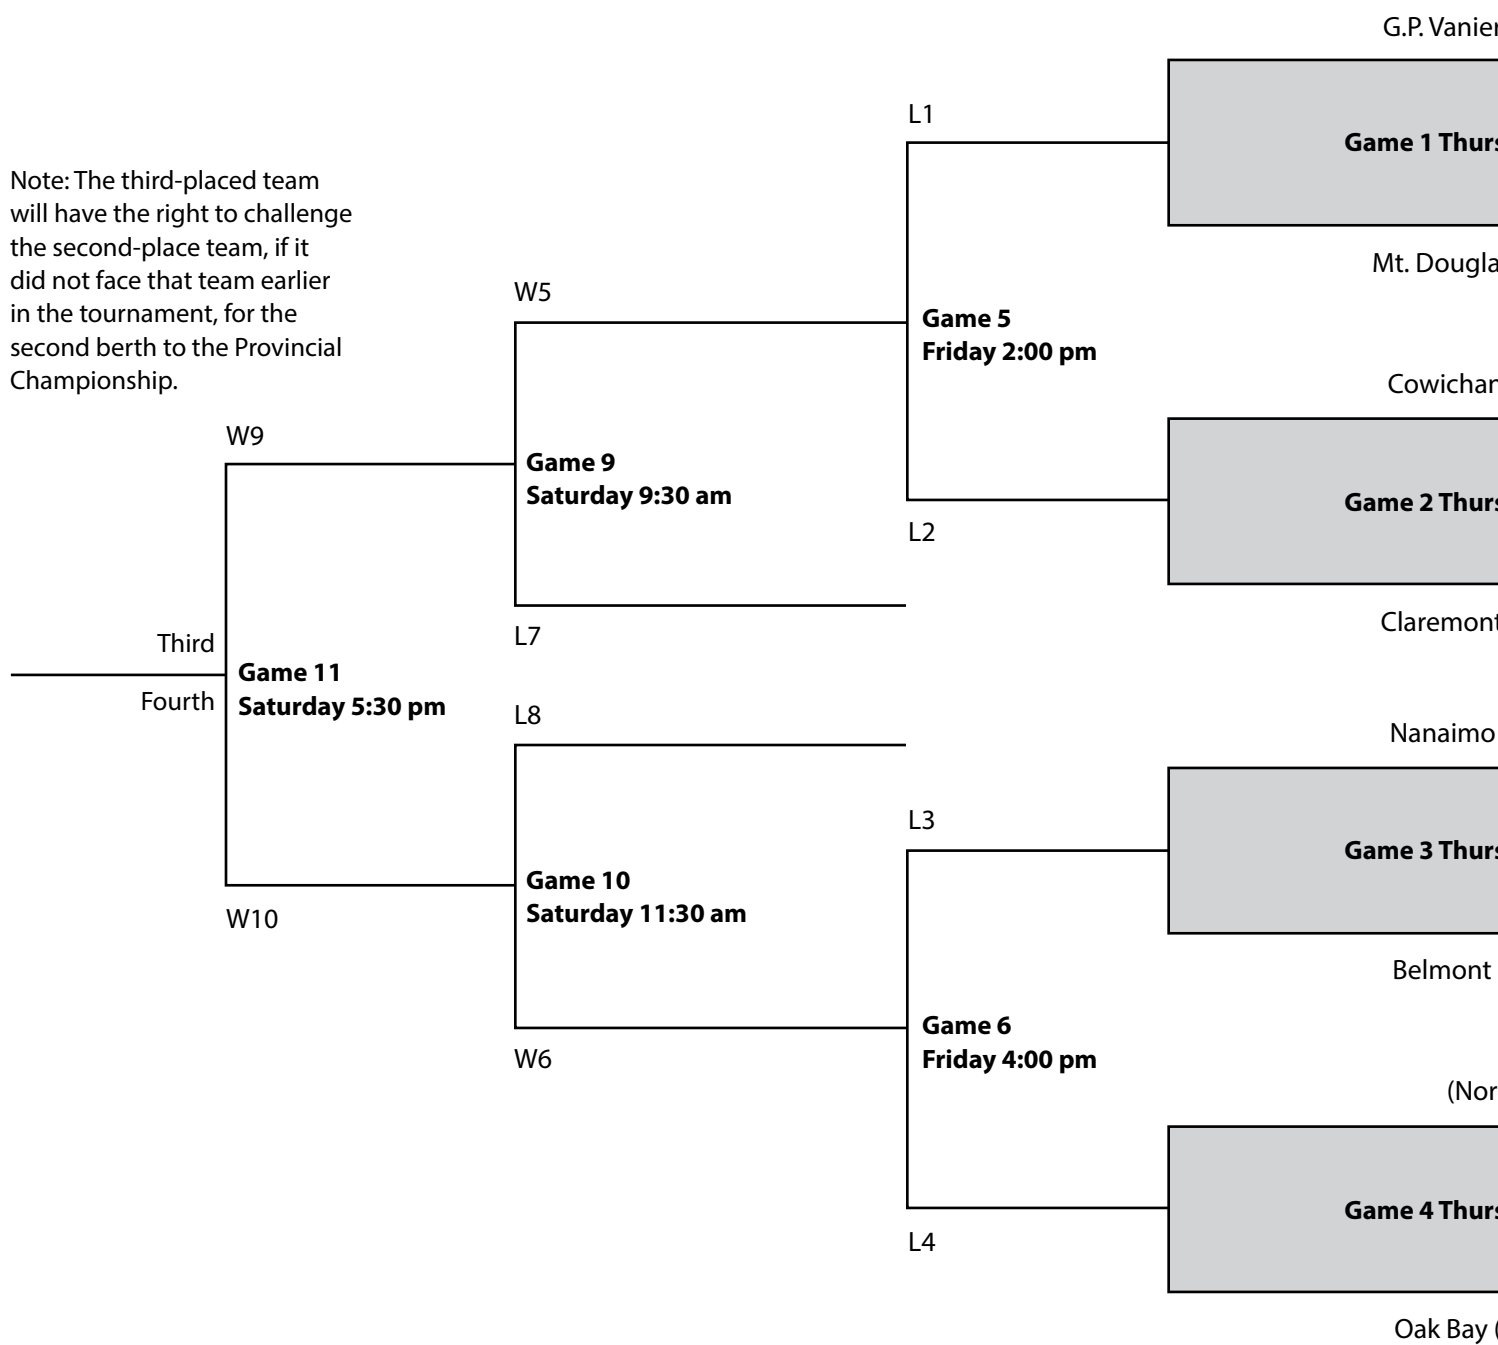 G.P. Vanier
L1
Game 1 Thurs
Note: The third-placed team
will have the right to challenge
the second-place team, if it
did not face that team earlier
in the tournament, for the
second berth to the Provincial
Championship.
Mt. Dougla
W5
Game 5
Friday 2:00 pm
Cowichan
W9
Game 9
Saturday 9:30 am
Game 2 Thurs
L2
Claremont
L7
Third
Game 11
Saturday 5:30 pm
Fourth
L8
Nanaimo
L3
Game 3 Thurs
Game 10
Saturday 11:30 am
W10
Belmont
Game 6
Friday 4:00 pm
W6
(Nor
Game 4 Thurs
L4
Oak Bay (